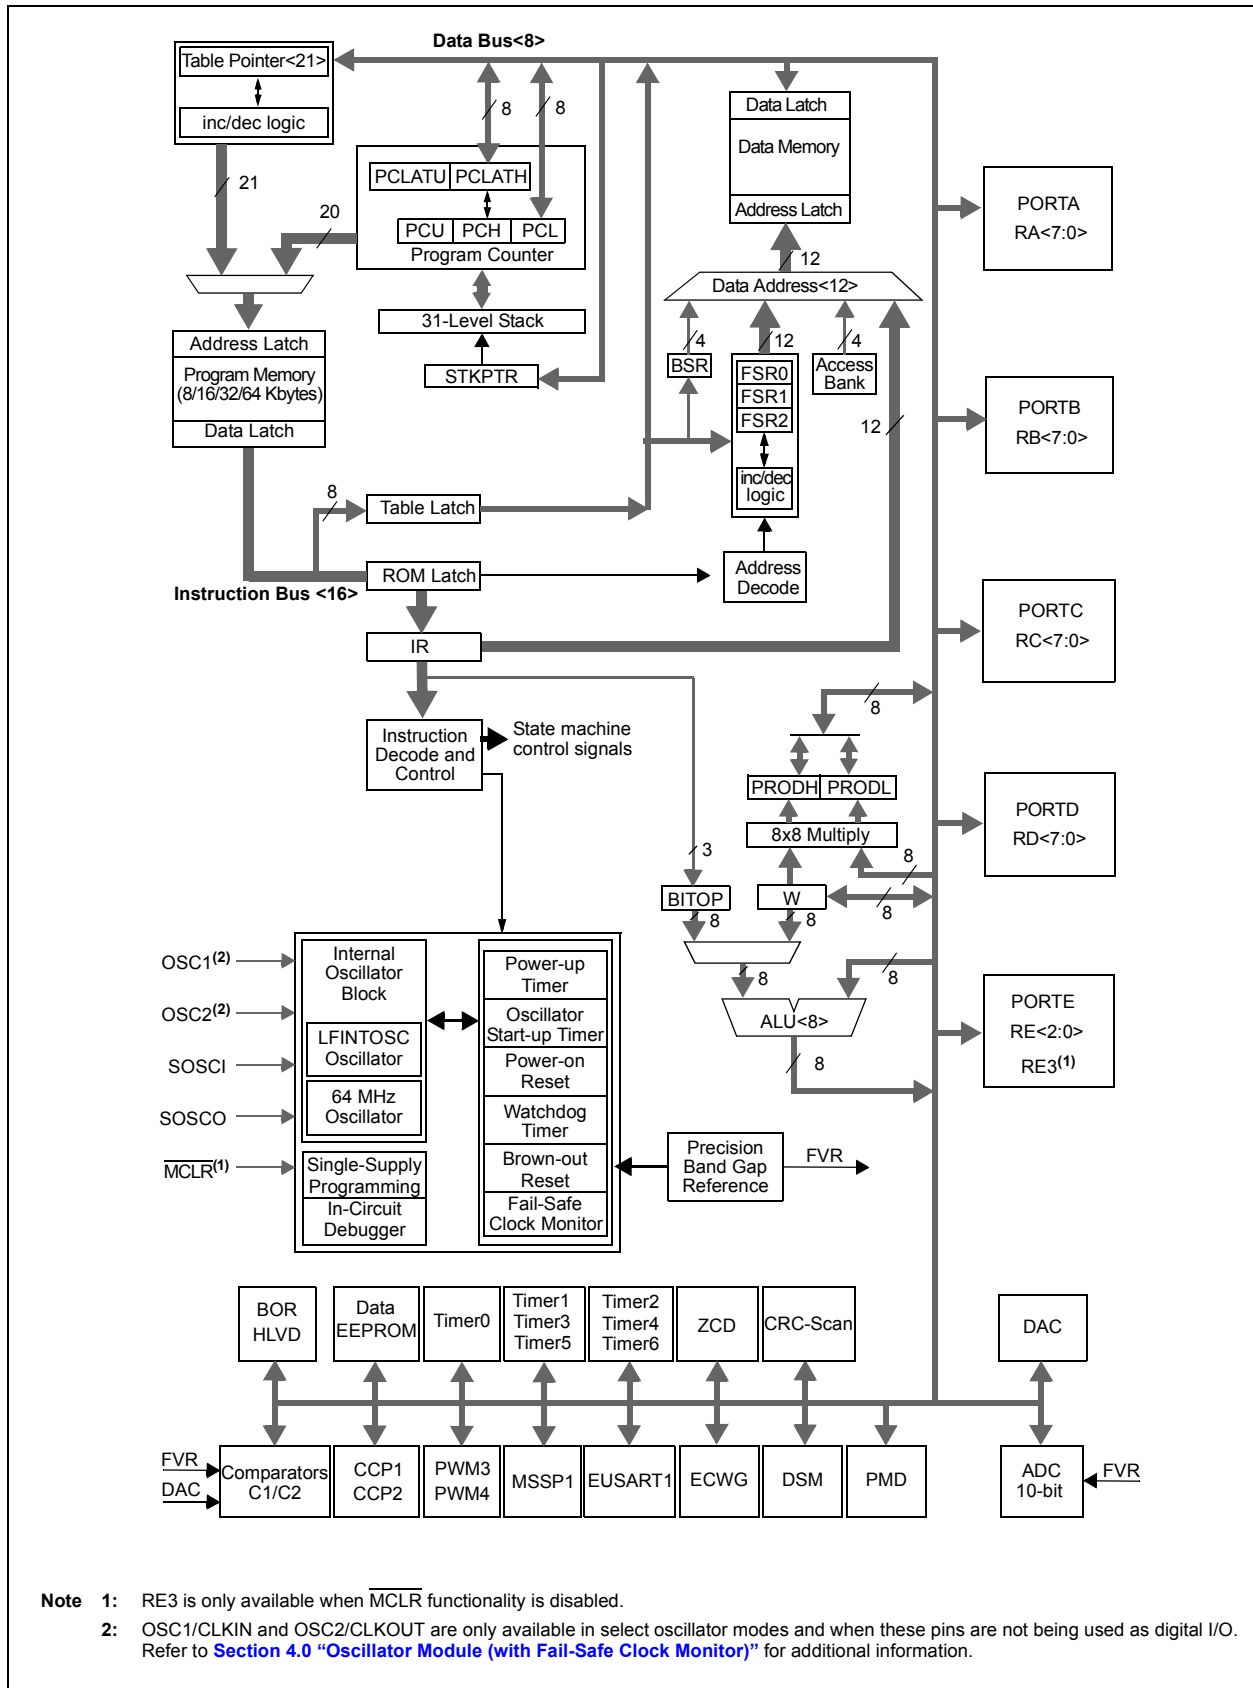 Data Bus<8>
Table Pointer<21>
inc/dec logic
21
20
8
8
PCLATU PCLATH
PCU PCH PCL
Program Counter
31-Level Stack
STKPTR
Data Latch
Data Memory
Address Latch
12
Data Address<12>
4
12
4
BSR
FSR0
FSR1
FSR2
inc/dec
logic
Access
Bank
12
Address Latch
Program Memory
(8/16/32/64 Kbytes)
Data Latch
8
Table Latch
ROM Latch
Instruction Bus <16>
Address
Decode
IR
Instruction
Decode and
Control
State machine
control signals
PORTA
RA<7:0>
PORTB
RB<7:0>
PORTC
RC<7:0>
PORTD
RD<7:0>
PORTE
RE<2:0>
RE3(1)
8
PRODH PRODL
8x8 Multiply
3
8
BITOP
W
8
8
8
8
8
ALU<8>
8
OSC1(2)
OSC2(2)
SOSCI
SOSCO
MCLR(1)
Internal
Oscillator
Block
LFINTOSC
Oscillator
64 MHz
Oscillator
Single-Supply
Programming
In-Circuit
Debugger
Power-up
Timer
Oscillator
Start-up Timer
Power-on
Reset
Watchdog
Timer
Brown-out
Reset
Fail-Safe
Clock Monitor
Precision
Band Gap
Reference
FVR
BOR
HLVD
Data
EEPROM
Timer0
Timer1
Timer3
Timer5
Timer2
Timer4
Timer6
ZCD
CRC-Scan
DAC
FVR
DAC
Comparators
C1/C2
CCP1
CCP2
PWM3
PWM4
MSSP1
EUSART1
ECWG
DSM
PMD
ADC
10-bit
FVR
Note 1: RE3 is only available when MCLR functionality is disabled.
2: OSC1/CLKIN and OSC2/CLKOUT are only available in select oscillator modes and when these pins are not being used as digital I/O.
Refer to Section 4.0 “Oscillator Module (with Fail-Safe Clock Monitor)” for additional information.